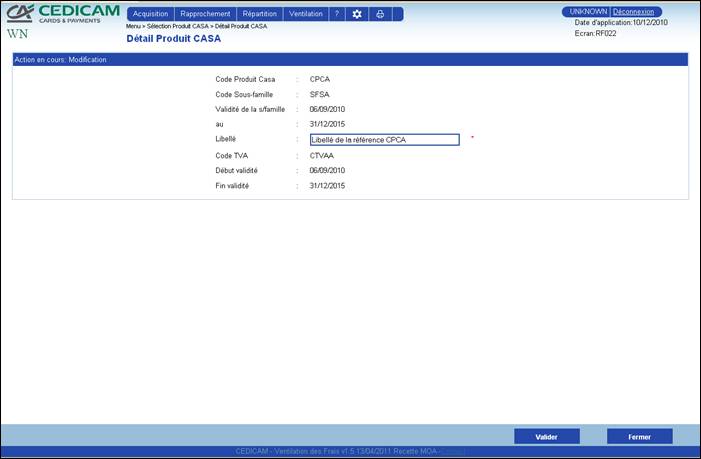 CEDICAM
CARDS & PAYMENTS
WN
Acquisition Rapprochement Répartition Ventilation ?
Menu > Sélection Produit CASA > Détail Produit CASA
Détail Produit CASA
UNKNOWN Déconnexion
Date d'application:10/12/2010
Ecran:RF022
Action en cours: Modification
Code Produit Casa : CPCA
Code Sous-famille : SFSA
Validité de la s/famille : 06/09/2010
au : 31/12/2015
Libellé : Libellé de la référence CPCA *
Code TVA : CTVAA
Début validité : 06/09/2010
Fin validité : 31/12/2015
Valider Fermer
CEDICAM - Ventilation des Frais v1.5 13/04/2011 Recette MOA -